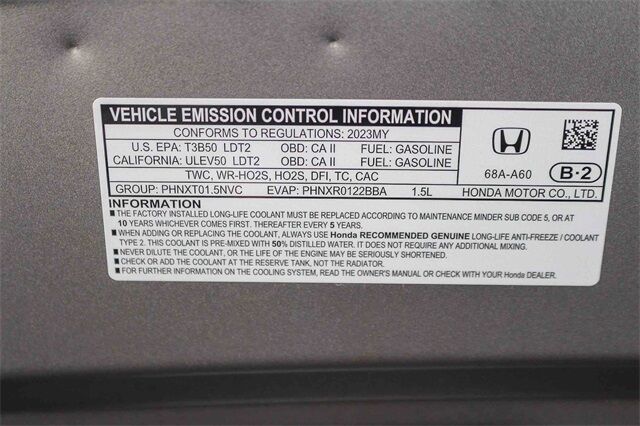 VEHICLE EMISSION CONTROL INFORMATION
CONFORMS TO REGULATIONS: 2023MY
U.S. EPA: T3B50 LDT2 OBD: CA II FUEL: GASOLINE
CALIFORNIA: ULEV50 LDT2 OBD: CA II FUEL: GASOLINE
TWC, WR-HO2S, HO2S, DFI, TC, CAC
GROUP: PHNXT01.5NVC EVAP: PHNXR0122BBA 1.5L
68A-A60 B·2
HONDA MOTOR CO., LTD.
INFORMATION
■ THE FACTORY INSTALLED LONG-LIFE COOLANT MUST BE REPLACED ACCORDING TO MAINTENANCE MINDER SUB CODE 5, OR AT
10 YEARS WHICHEVER COMES FIRST. THEREAFTER EVERY 5 YEARS.
■ WHEN ADDING OR REPLACING THE COOLANT, ALWAYS USE Honda RECOMMENDED GENUINE LONG-LIFE ANTI-FREEZE / COOLANT
TYPE 2. THIS COOLANT IS PRE-MIXED WITH 50% DISTILLED WATER. IT DOES NOT REQUIRE ANY ADDITIONAL MIXING.
■ NEVER DILUTE THE COOLANT, OR THE LIFE OF THE ENGINE MAY BE SERIOUSLY SHORTENED.
■ CHECK OR ADD THE COOLANT AT THE RESERVE TANK, NOT THE RADIATOR.
■ FOR FURTHER INFORMATION ON THE COOLING SYSTEM, READ THE OWNER'S MANUAL OR CHECK WITH YOUR Honda DEALER.